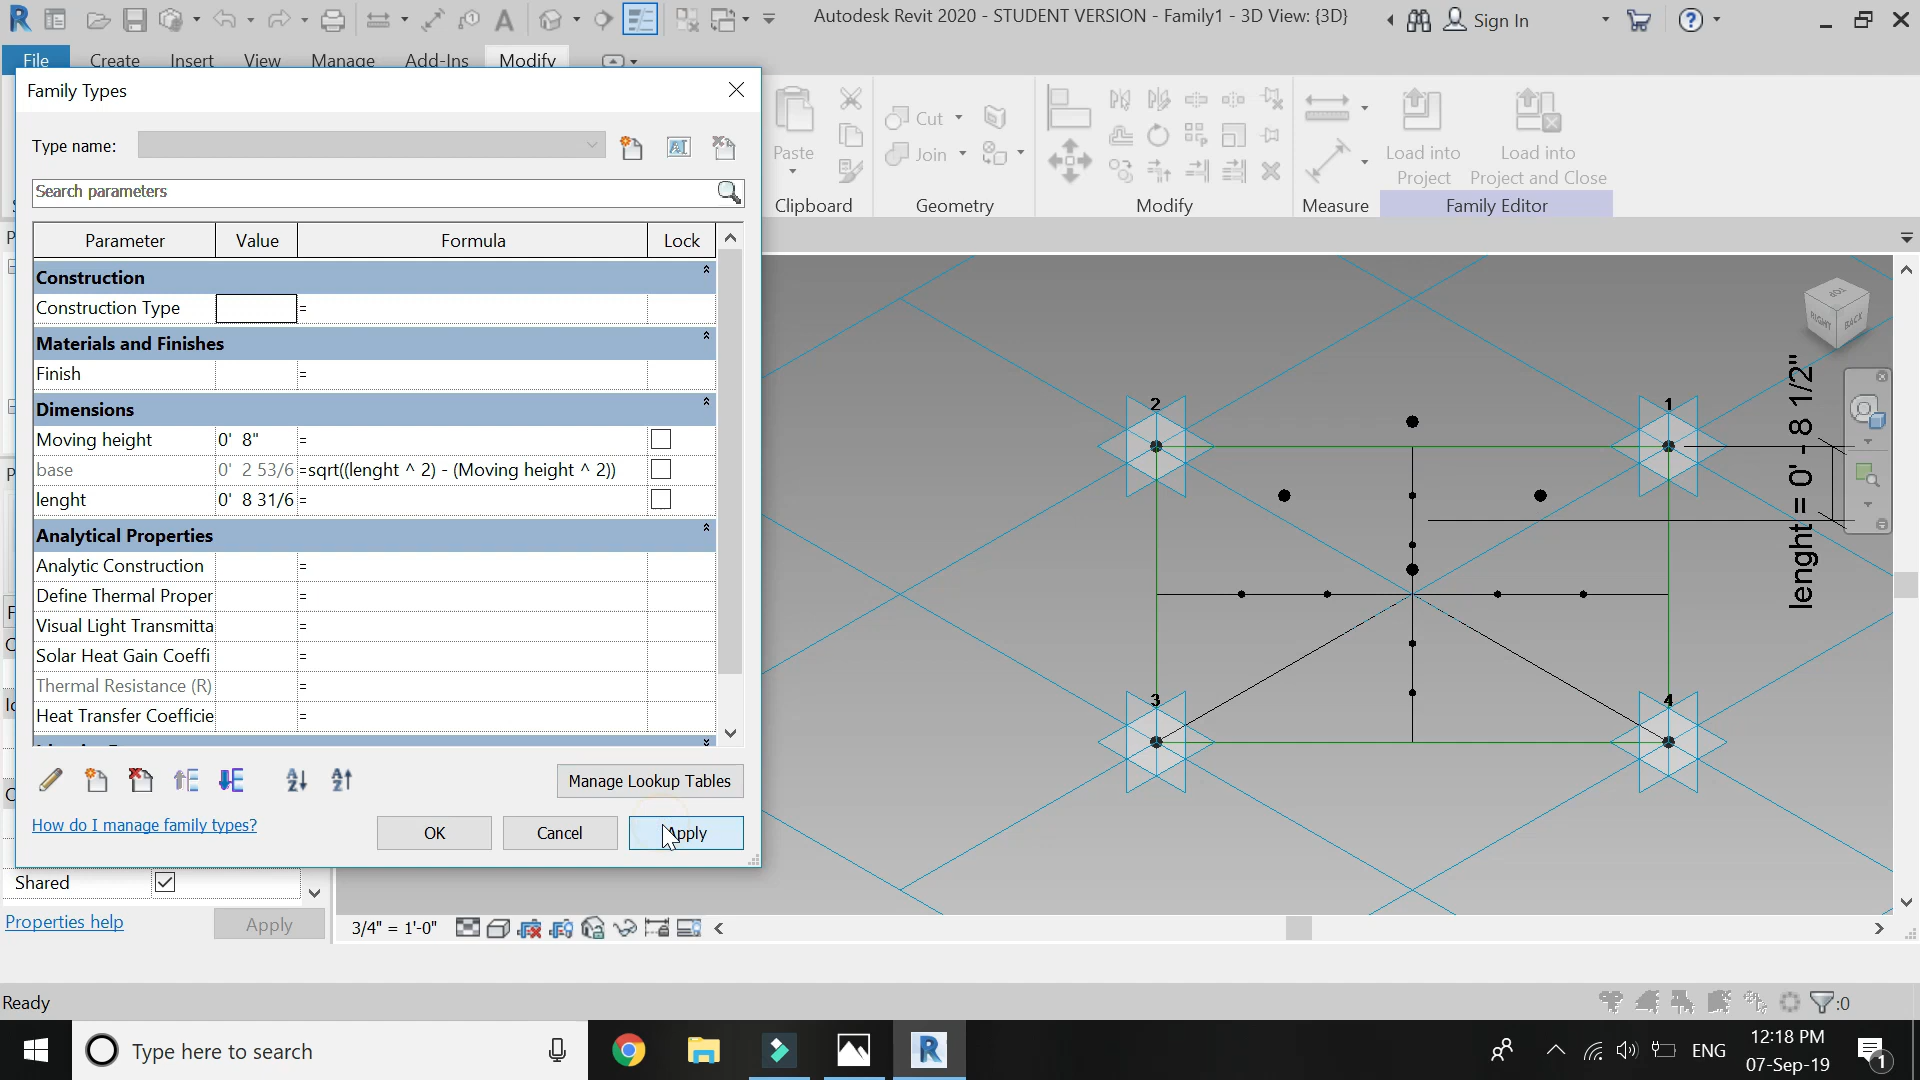 Autodesk Revit 2020 - STUDENT VERSION - Family1 - 3D View: {3D}
Sign In
File Create Insert View Manage Add-Ins Modify
Family Types
Type name:
Search parameters
Parameter Value Formula Lock
Construction
Construction Type =
Materials and Finishes
Finish =
Dimensions
Moving height 0' 8" =
base 0' 2 53/6 =sqrt((lenght ^ 2) - (Moving height ^ 2))
lenght 0' 8 31/6 =
Analytical Properties
Analytic Construction =
Define Thermal Proper =
Visual Light Transmitta =
Solar Heat Gain Coeffi =
Thermal Resistance (R) =
Heat Transfer Coefficie =
Manage Lookup Tables
How do I manage family types?
OK Cancel Apply
Paste
Cut
Join
Load into Project
Load into Project and Close
Clipboard Geometry Modify Measure Family Editor
TOP
RIGHT BACK
2 1
3 4
lenght = 0' - 8 1/2"
Shared
Properties help Apply
3/4" = 1'-0"
Ready
:0
Type here to search
ENG
12:18 PM
07-Sep-19
1